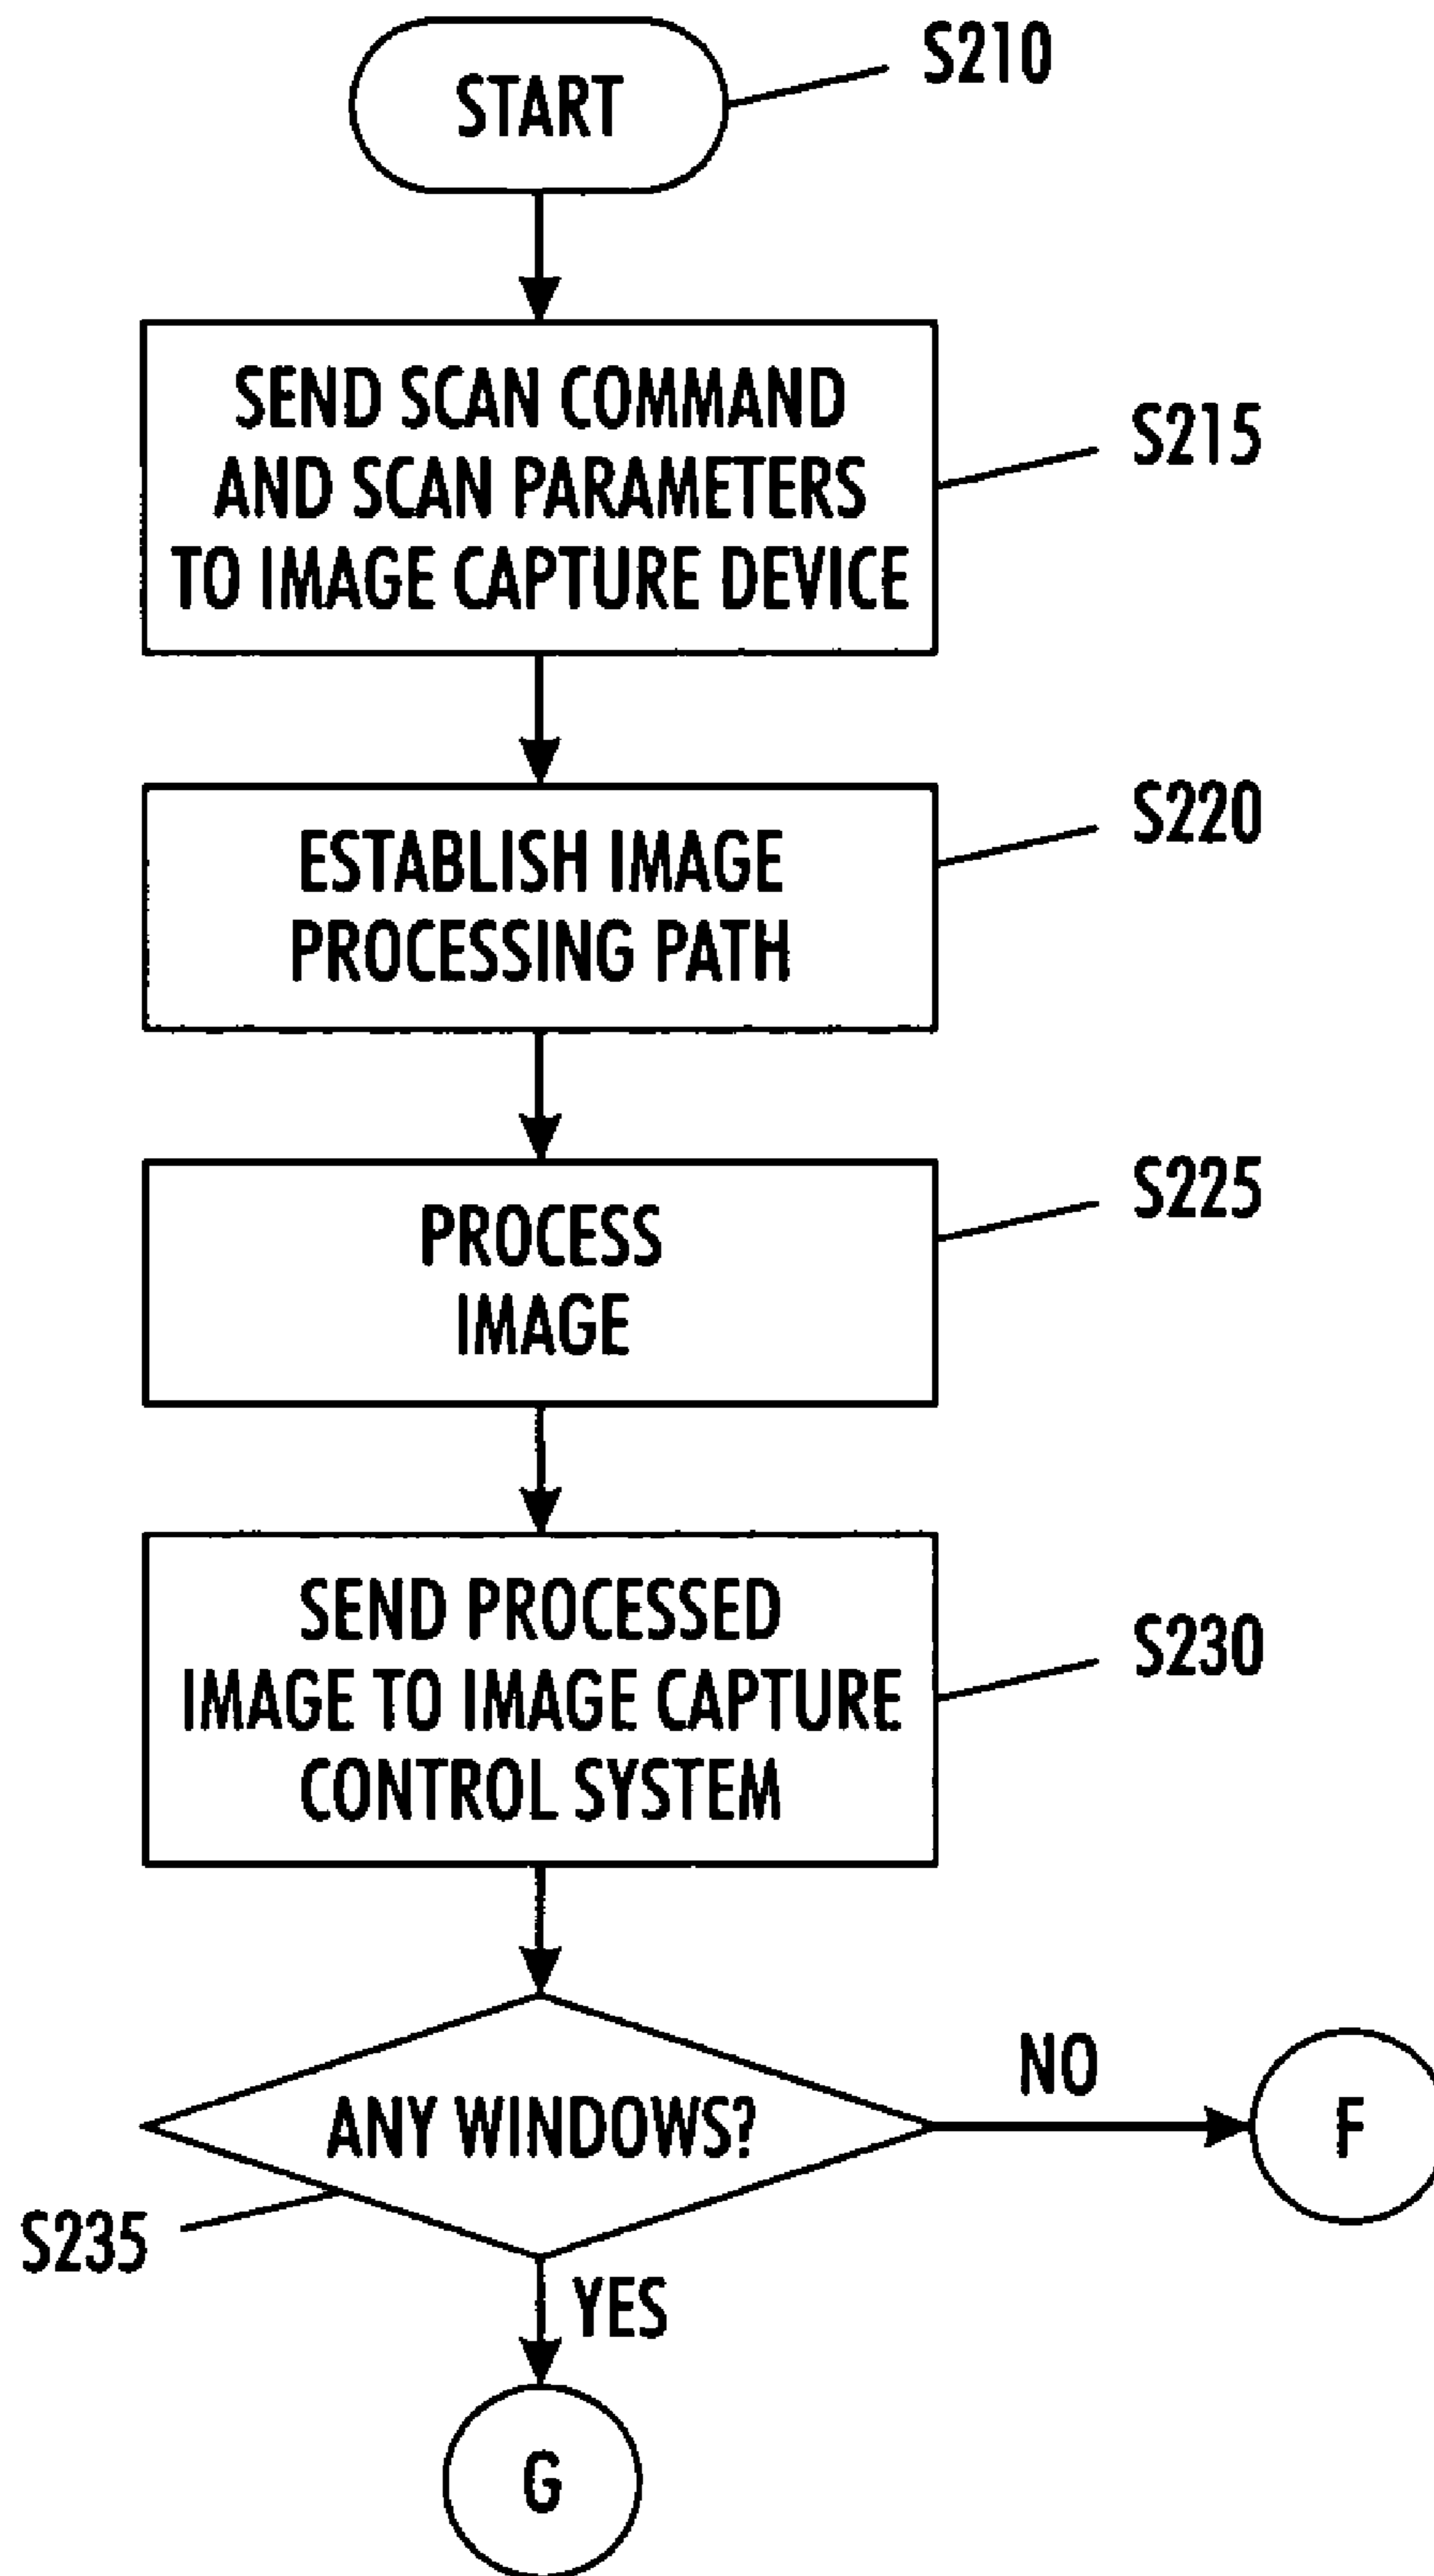 START
S210
SEND SCAN COMMAND
AND SCAN PARAMETERS
TO IMAGE CAPTURE DEVICE
S215
ESTABLISH IMAGE
PROCESSING PATH
S220
PROCESS
IMAGE
S225
SEND PROCESSED
IMAGE TO IMAGE CAPTURE
CONTROL SYSTEM
S230
ANY WINDOWS?
NO
F
S235
YES
G